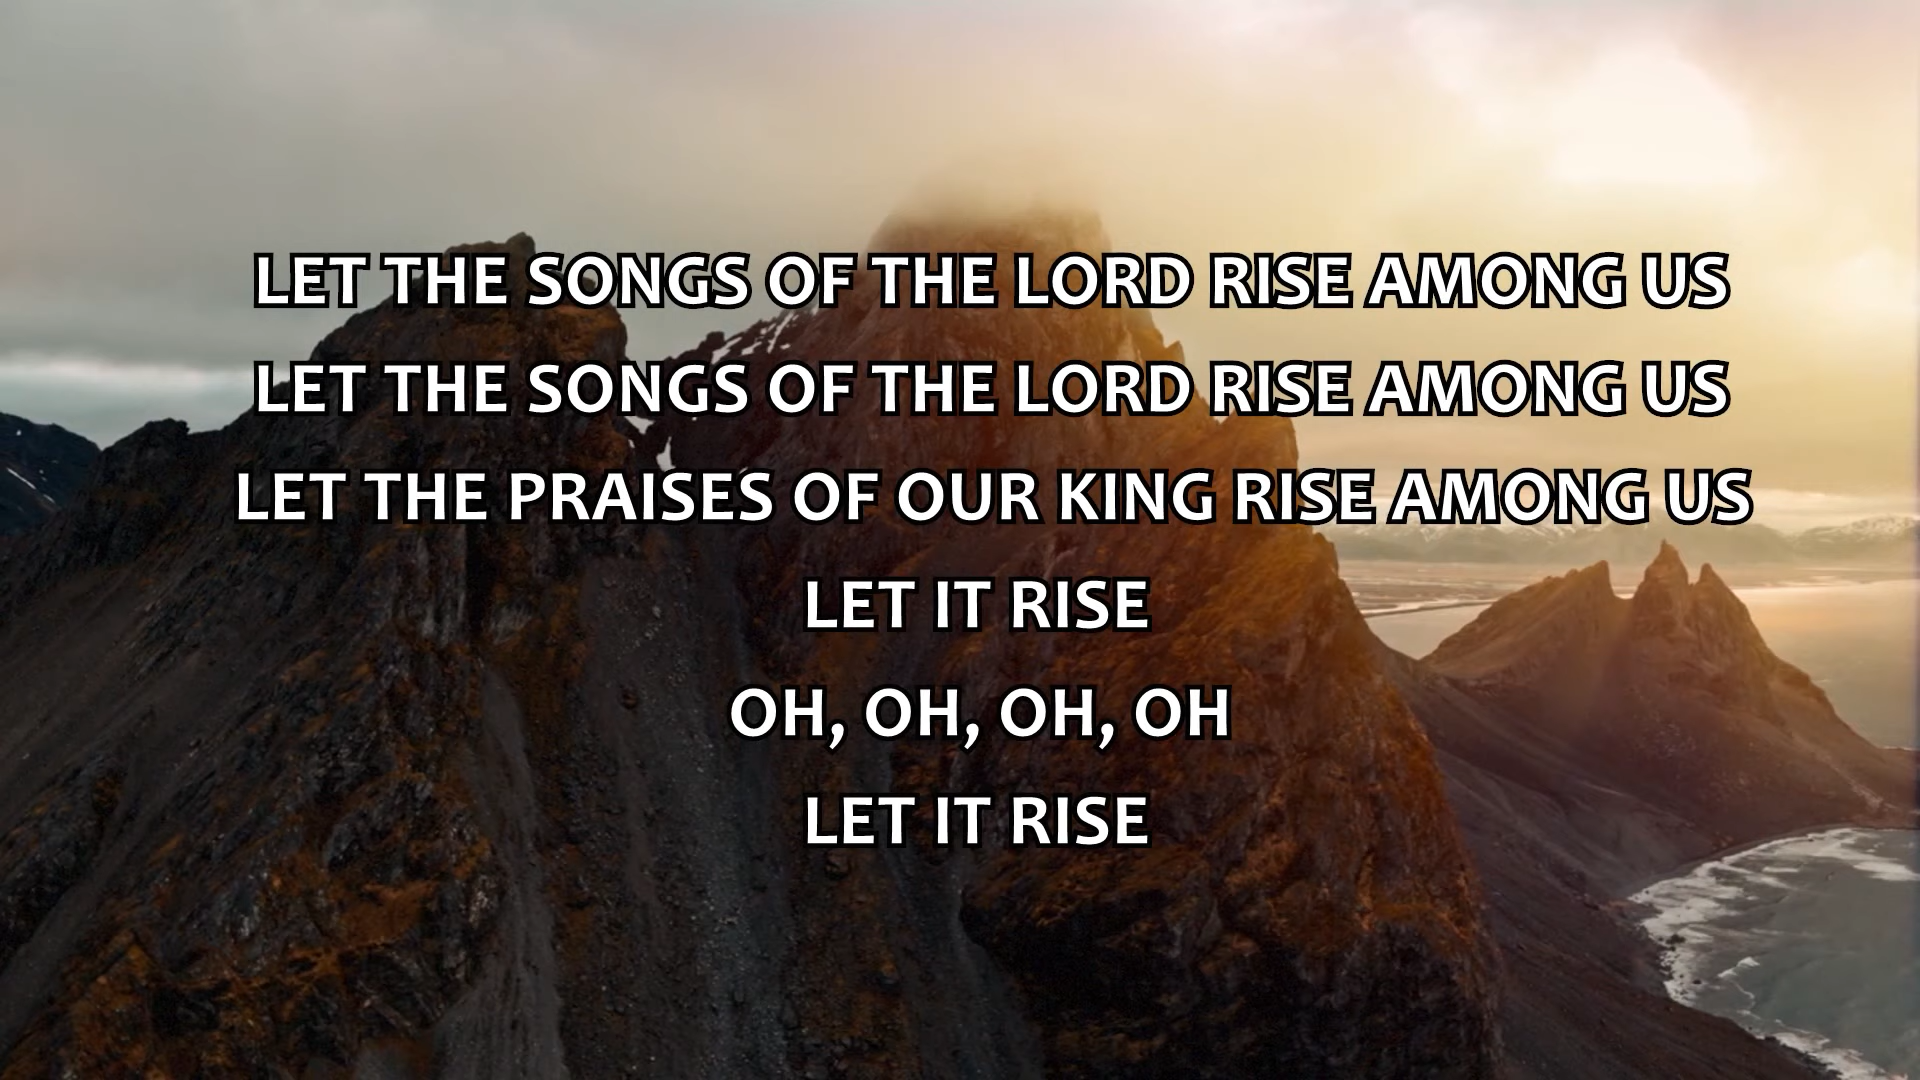 LET THE SONGS OF THE LORD RISE AMONG US
LET THE SONGS OF THE LORD RISE AMONG US
LET THE PRAISES OF OUR KING RISE AMONG US
LET IT RISE
OH, OH, OH, OH
LET IT RISE